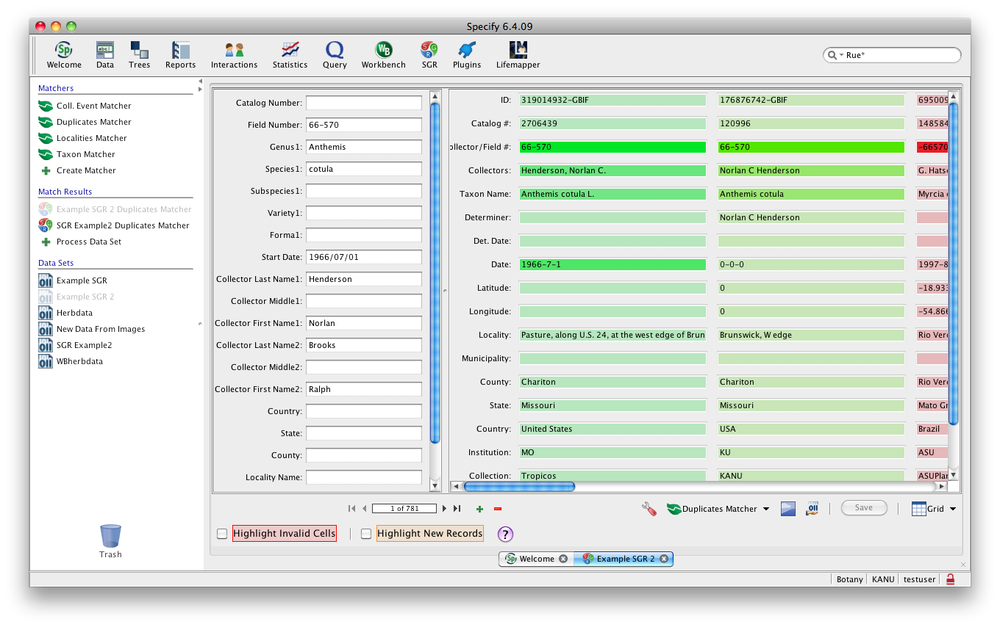 Specify 6.4.09
Welcome Data Trees Reports Interactions Statistics Query Workbench SGR Plugins Lifemapper
Rue*
Matchers
Coll. Event Matcher
Duplicates Matcher
Localities Matcher
Taxon Matcher
Create Matcher
Match Results
Example SGR 2 Duplicates Matcher
SGR Example2 Duplicates Matcher
Process Data Set
Data Sets
Example SGR
Example SGR 2
Herbdata
New Data From Images
SGR Example2
WBherbdata
Trash
Catalog Number:
Field Number: 66-570
Genus1: Anthemis
Species1: cotula
Subspecies1:
Variety1:
Forma1:
Start Date: 1966/07/01
Collector Last Name1: Henderson
Collector Middle1:
Collector First Name1: Norlan
Collector Last Name2: Brooks
Collector Middle2:
Collector First Name2: Ralph
Country:
State:
County:
Locality Name:
ID: 319014932-GBIF 176876742-GBIF 695009
Catalog #: 2706439 120996 148584
ollector/Field #: 66-570 66-570 -66570
Collectors: Henderson, Norlan C. Norlan C Henderson G. Hats
Taxon Name: Anthemis cotula L. Anthemis cotula Myrcia
Determiner: Norlan C Henderson
Det. Date:
Date: 1966-7-1 0-0-0 1997-8
Latitude: 0 -18.933
Longitude: 0 -54.866
Locality: Pasture, along U.S. 24, at the west edge of Brun Brunswick, W edge Rio Ver
Municipality:
County: Chariton Chariton Rio Ver
State: Missouri Missouri Mato Gr
Country: United States USA Brazil
Institution: MO KU ASU
Collection: Tropicos KANU ASUPlan
1 of 781
Duplicates Matcher
Save
Grid
Highlight Invalid Cells
Highlight New Records
?
Welcome Example SGR 2
Botany KANU testuser